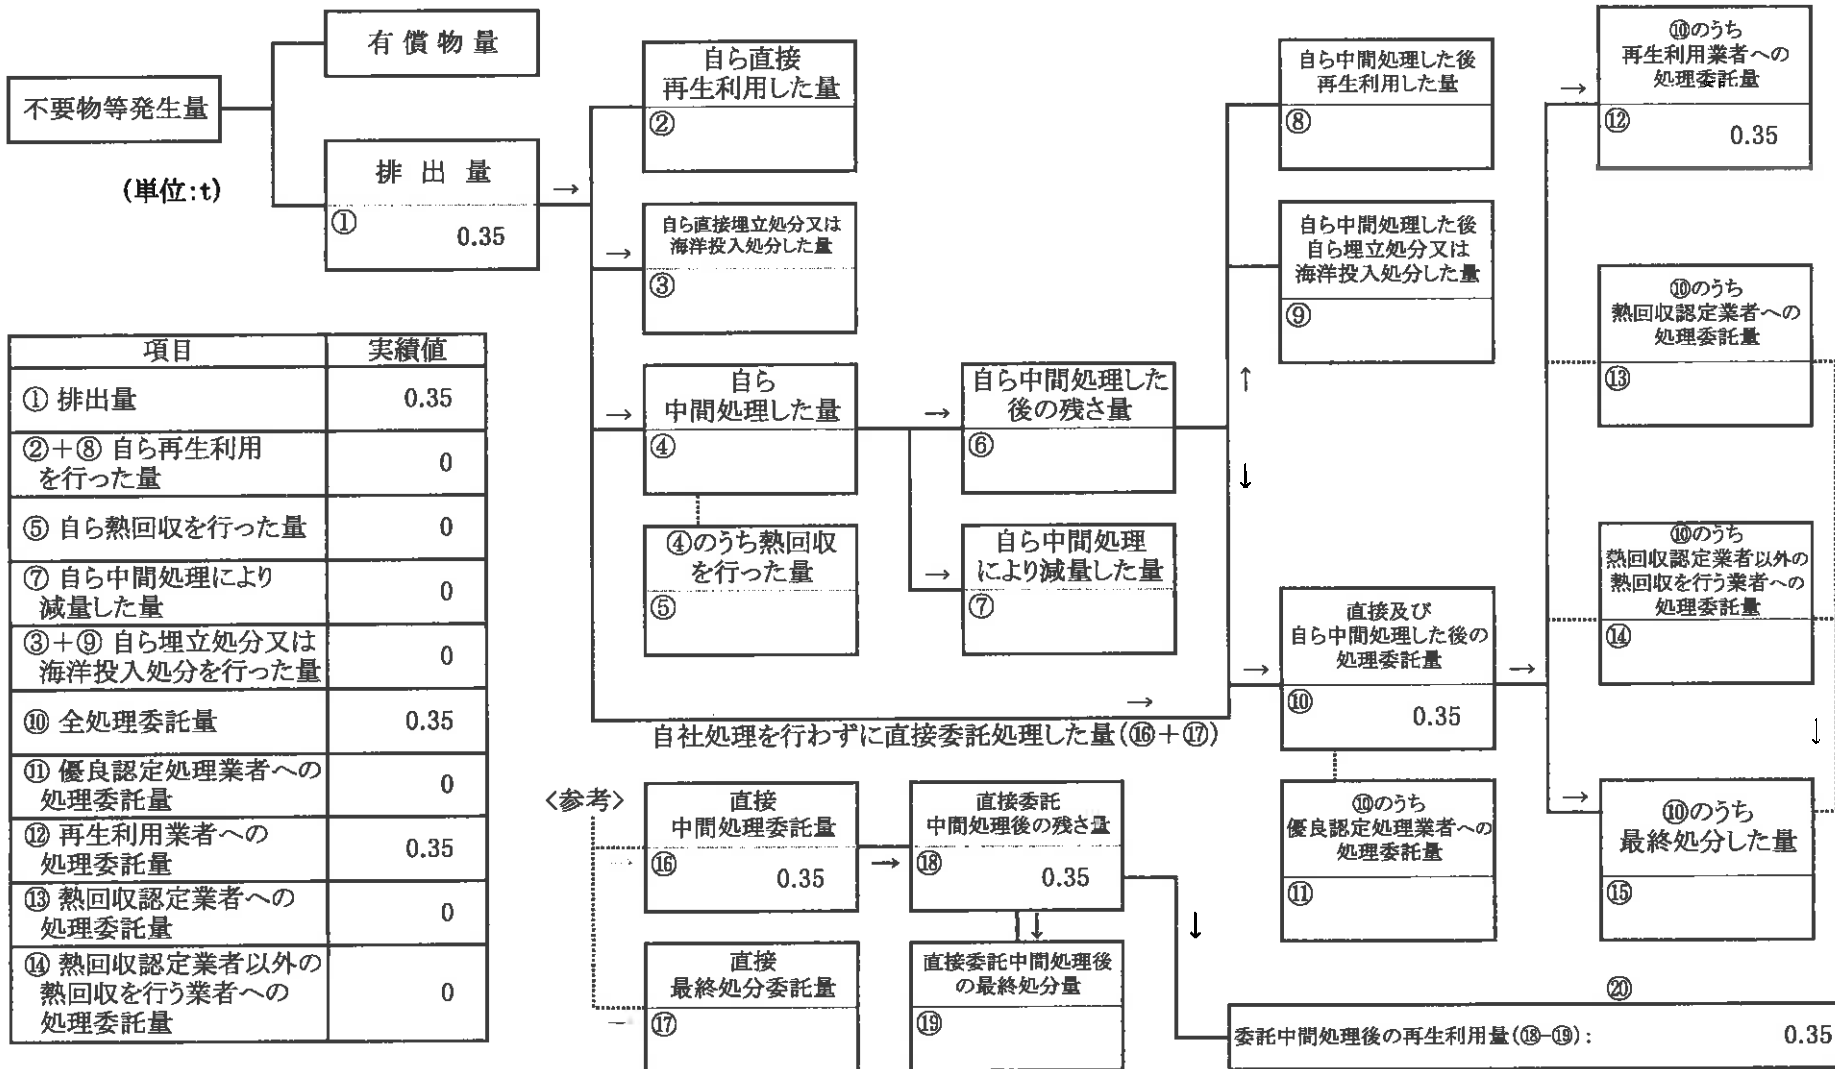 有償物量
不要物等発生量
(単位:t)
排出量
①
0.35
項目 実績値
① 排出量 0.35
②+⑧ 自ら再生利用
を行った量 0
⑤ 自ら熱回収を行った量 0
⑦ 自ら中間処理により
減量した量 0
③+⑨ 自ら埋立処分又は
海洋投入処分を行った量 0
⑩ 全処理委託量 0.35
⑪ 優良認定処理業者への
処理委託量 0
⑫ 再生利用業者への
処理委託量 0.35
⑬ 熱回収認定業者への
処理委託量 0
⑭ 熱回収認定業者以外の
熱回収を行う業者への
処理委託量 0
自ら直接
再生利用した量
②
→
→
自ら直接埋立処分又は
海洋投入処分した量
③
→
自ら
中間処理した量
④
④のうち熱回収
を行った量
⑤
→
自ら中間処理した
後の残さ量
⑥
→
自ら中間処理
により減量した量
⑦
→
自社処理を行わずに直接委託処理した量(⑯+⑰)
自ら中間処理した後
再生利用した量
⑧
自ら中間処理した後
自ら埋立処分又は
海洋投入処分した量
⑨
↑
↓
→
直接及び
自ら中間処理した後の
処理委託量
⑩
0.35
→
⑩のうち
優良認定処理業者への
処理委託量
⑪
→
⑩のうち
再生利用業者への
処理委託量
⑫
0.35
⑩のうち
熱回収認定業者への
処理委託量
⑬
⑩のうち
熱回収認定業者以外の
熱回収を行う業者への
処理委託量
⑭
↓
→
⑩のうち
最終処分した量
⑮
〈参考〉
→
直接
中間処理委託量
⑯
0.35
→
直接委託
中間処理後の残さ量
⑱
0.35
↓
↓
→
直接
最終処分委託量
⑰
直接委託中間処理後
の最終処分量
⑲
⑳
委託中間処理後の再生利用量(⑱-⑲): 0.35